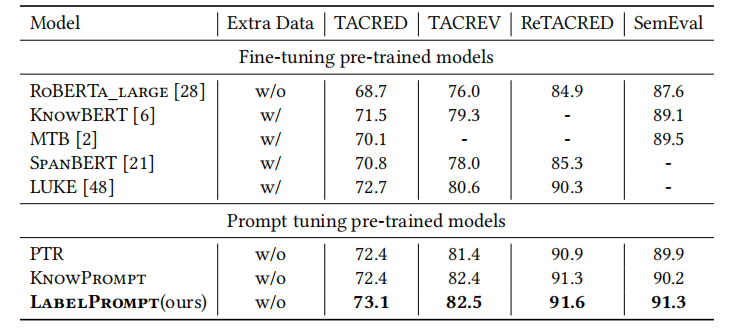 Model Extra Data TACRED TACREV ReTACRED SemEval
Fine-tuning pre-trained models
RoBERTa_large [28] w/o 68.7 76.0 84.9 87.6
KnowBERT [6] w/ 71.5 79.3 - 89.1
MTB [2] w/ 70.1 - - 89.5
SpanBERT [21] w/ 70.8 78.0 85.3 -
LUKE [48] w/ 72.7 80.6 90.3 -
Prompt tuning pre-trained models
PTR w/o 72.4 81.4 90.9 89.9
KnowPrompt w/o 72.4 82.4 91.3 90.2
LabelPrompt(ours) w/o 73.1 82.5 91.6 91.3